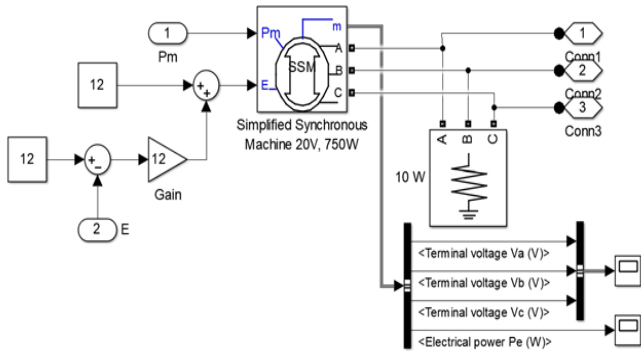 1
Pm
12
Pm
E
SSM
m
A
B
C
Simplified Synchronous
Machine 20V, 750W
12
12
Gain
2
E
1
Conn1
2
Conn2
3
Conn3
A
B
C
10 W
<Terminal voltage Va (V)>
<Terminal voltage Vb (V)>
<Terminal voltage Vc (V)>
<Electrical power Pe (W)>